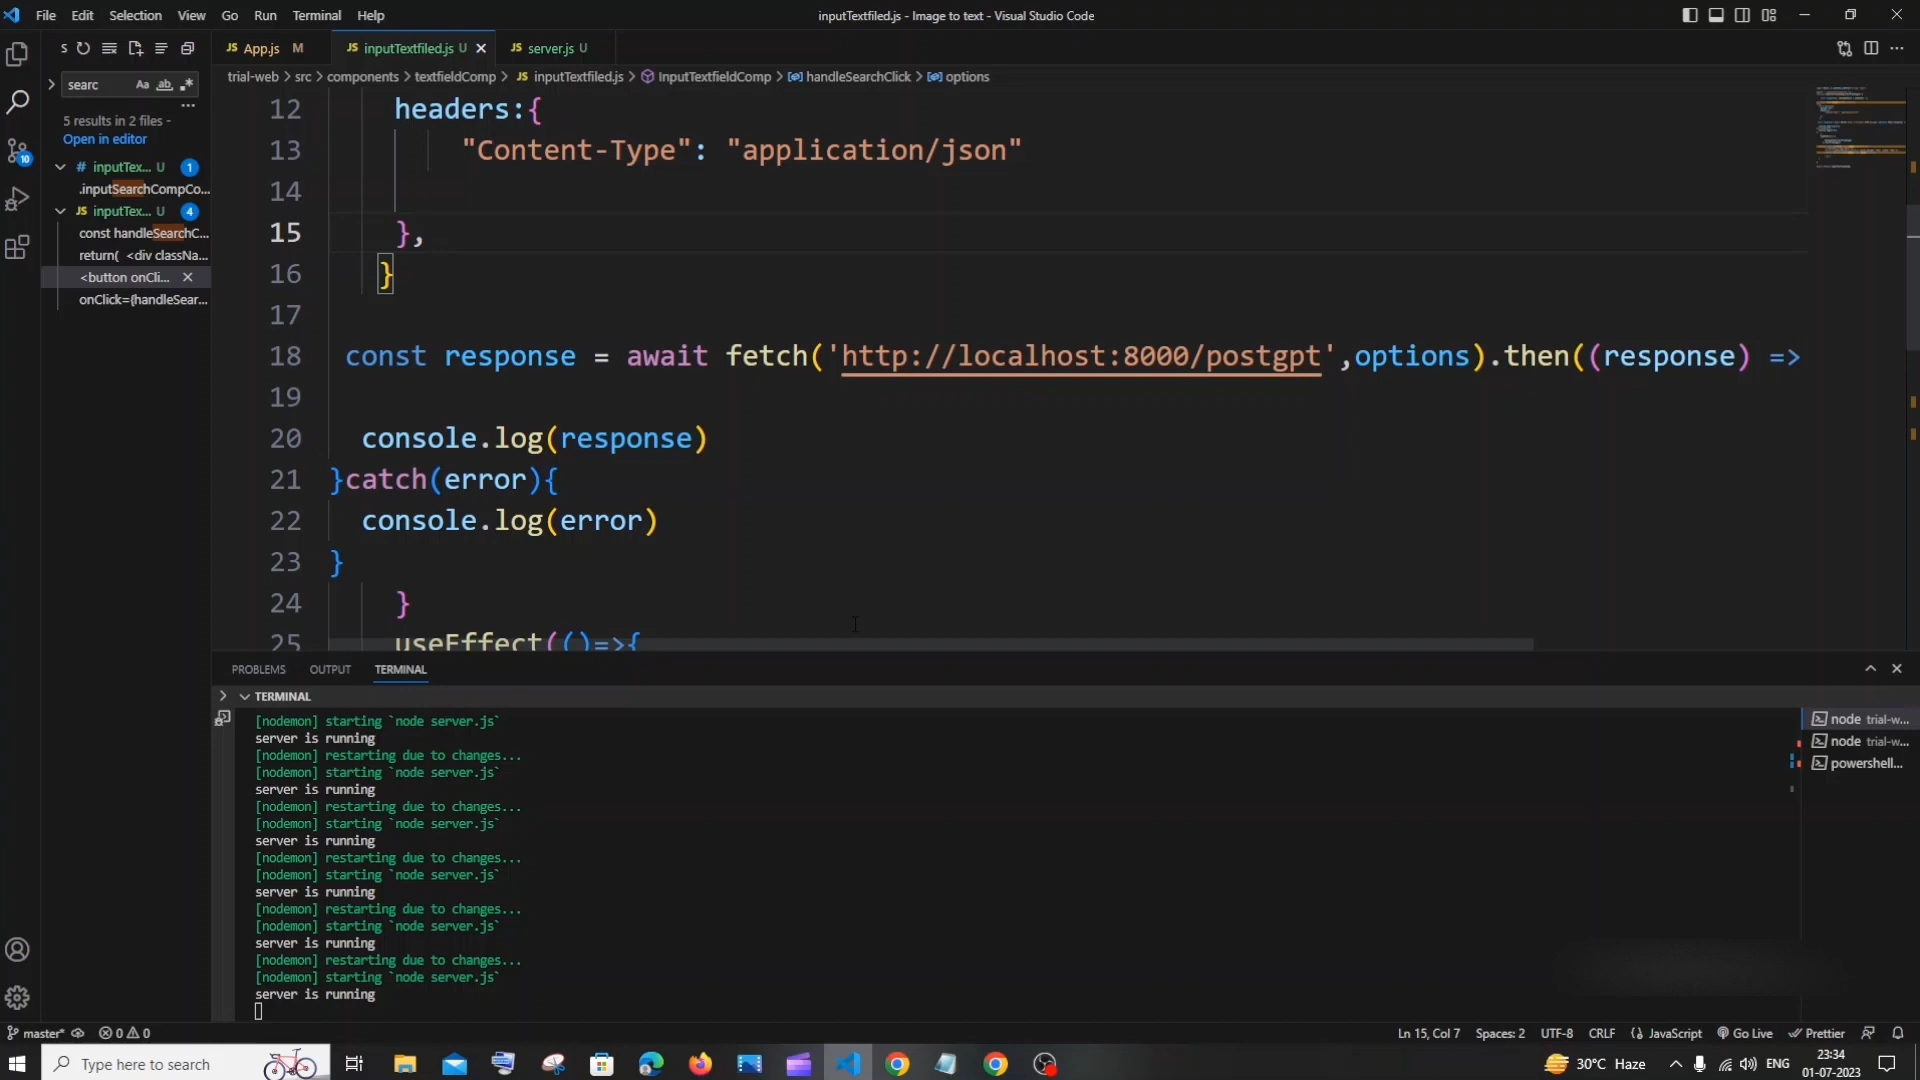 File Edit Selection View Go Run Terminal Help
inputTextfiled.js - Image to text - Visual Studio Code
S
JS App.js M
JS inputTextfiled.js U
JS server.js U
searc
Aa ab .*
trial-web > src > components > textfieldComp > JS inputTextfiled.js > InputTextfieldComp > handleSearchClick > options
5 results in 2 files -
Open in editor
# inputTex... U 1
.inputSearchCompCo...
JS inputTex... U 4
const handleSearchC...
return( <div classNa...
<button onCli...
onClick={handleSear...
10
12 headers:{
13 "Content-Type": "application/json"
14
15 },
16 }
17
18 const response = await fetch('http://localhost:8000/postgpt',options).then((response) =>
19
20 console.log(response)
21 }catch(error){
22 console.log(error)
23 }
24 }
25 useEffect(()=>{
PROBLEMS OUTPUT TERMINAL
TERMINAL
[nodemon] starting `node server.js`
server is running
[nodemon] restarting due to changes...
[nodemon] starting `node server.js`
server is running
[nodemon] restarting due to changes...
[nodemon] starting `node server.js`
server is running
[nodemon] restarting due to changes...
[nodemon] starting `node server.js`
server is running
[nodemon] restarting due to changes...
[nodemon] starting `node server.js`
server is running
[nodemon] restarting due to changes...
[nodemon] starting `node server.js`
server is running
node trial-w...
node trial-w...
powershell...
master* 0 0
Ln 15, Col 7 Spaces: 2 UTF-8 CRLF {} JavaScript Go Live Prettier
Type here to search
30°C Haze
ENG
23:34
01-07-2023